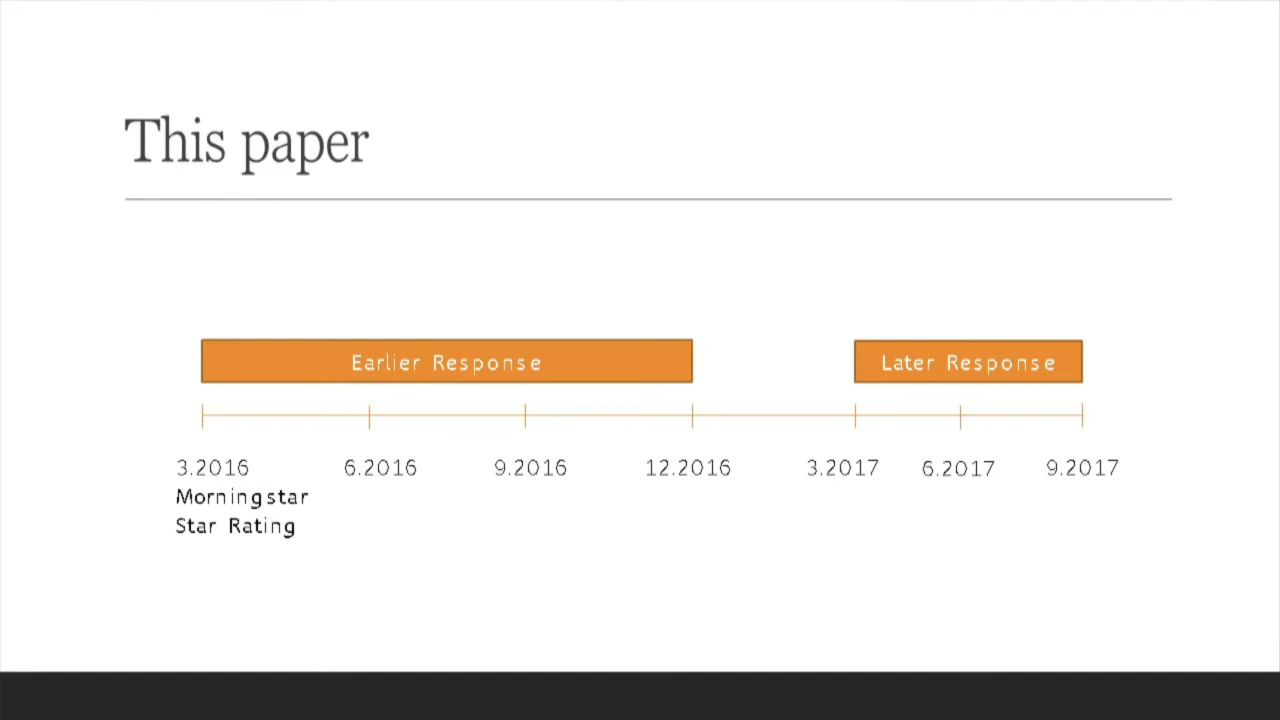 This paper
Earlier Response
Later Response
3.2016
6.2016
9.2016
12.2016
3.2017
6.2017
9.2017
Morningstar
Star Rating